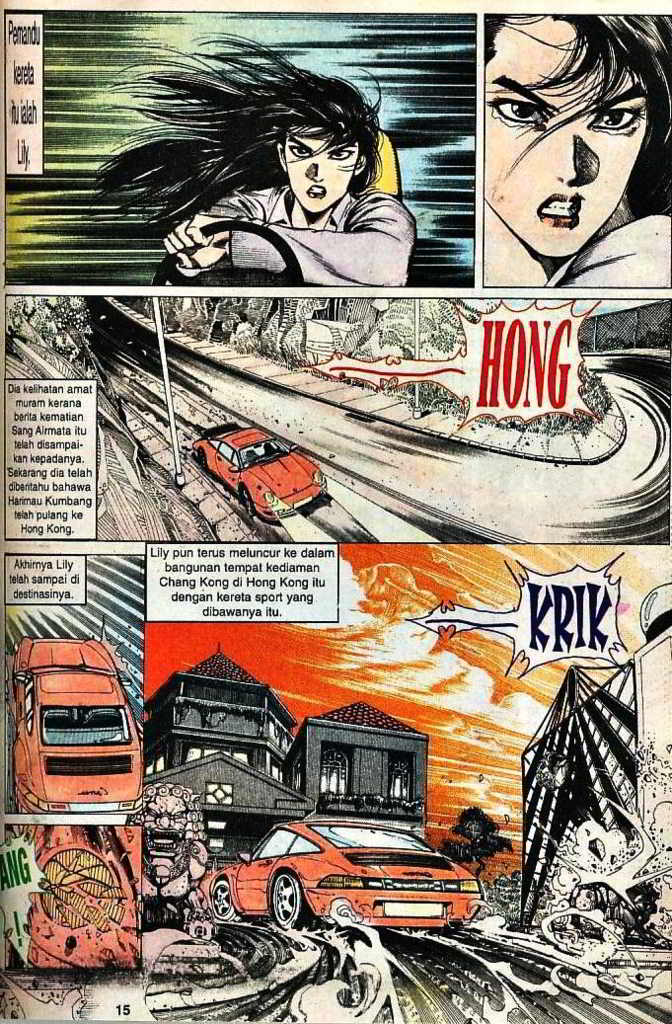 Pemandu
kereta
itu ialah
Lily.
HONG
Dia kelihatan amat
muram kerana
berita kematian
Sang Airmata itu
telah disampai-
kan kepadanya.
Sekarang dia telah
diberitahu bahawa
Harimau Kumbang
telah pulang ke
Hong Kong.
Akhirnya Lily
telah sampai di
destinasinya.
Lily pun terus meluncur ke dalam
bangunan tempat kediaman
Chang Kong di Hong Kong itu
dengan kereta sport yang
dibawanya itu.
KRIK
ANG
!
15